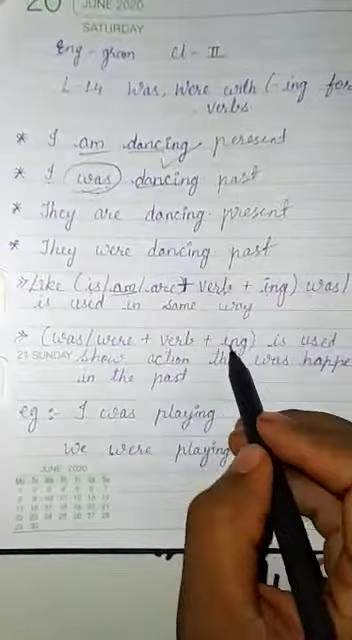 20 JUNE 2020
SATURDAY
Eng-gram Cl-II
L-14 Was, Were with (-ing for
verbs
* I am dancing present
* I was dancing past
* They are dancing. present
* They were dancing past
» Like (is/am/are + verb + ing) was/
is used in same way
» (was/were + verb + ing) is used
21 SUNDAY show action that was happe
in the past
eg :- I was playing
we were playing
JUNE 2020